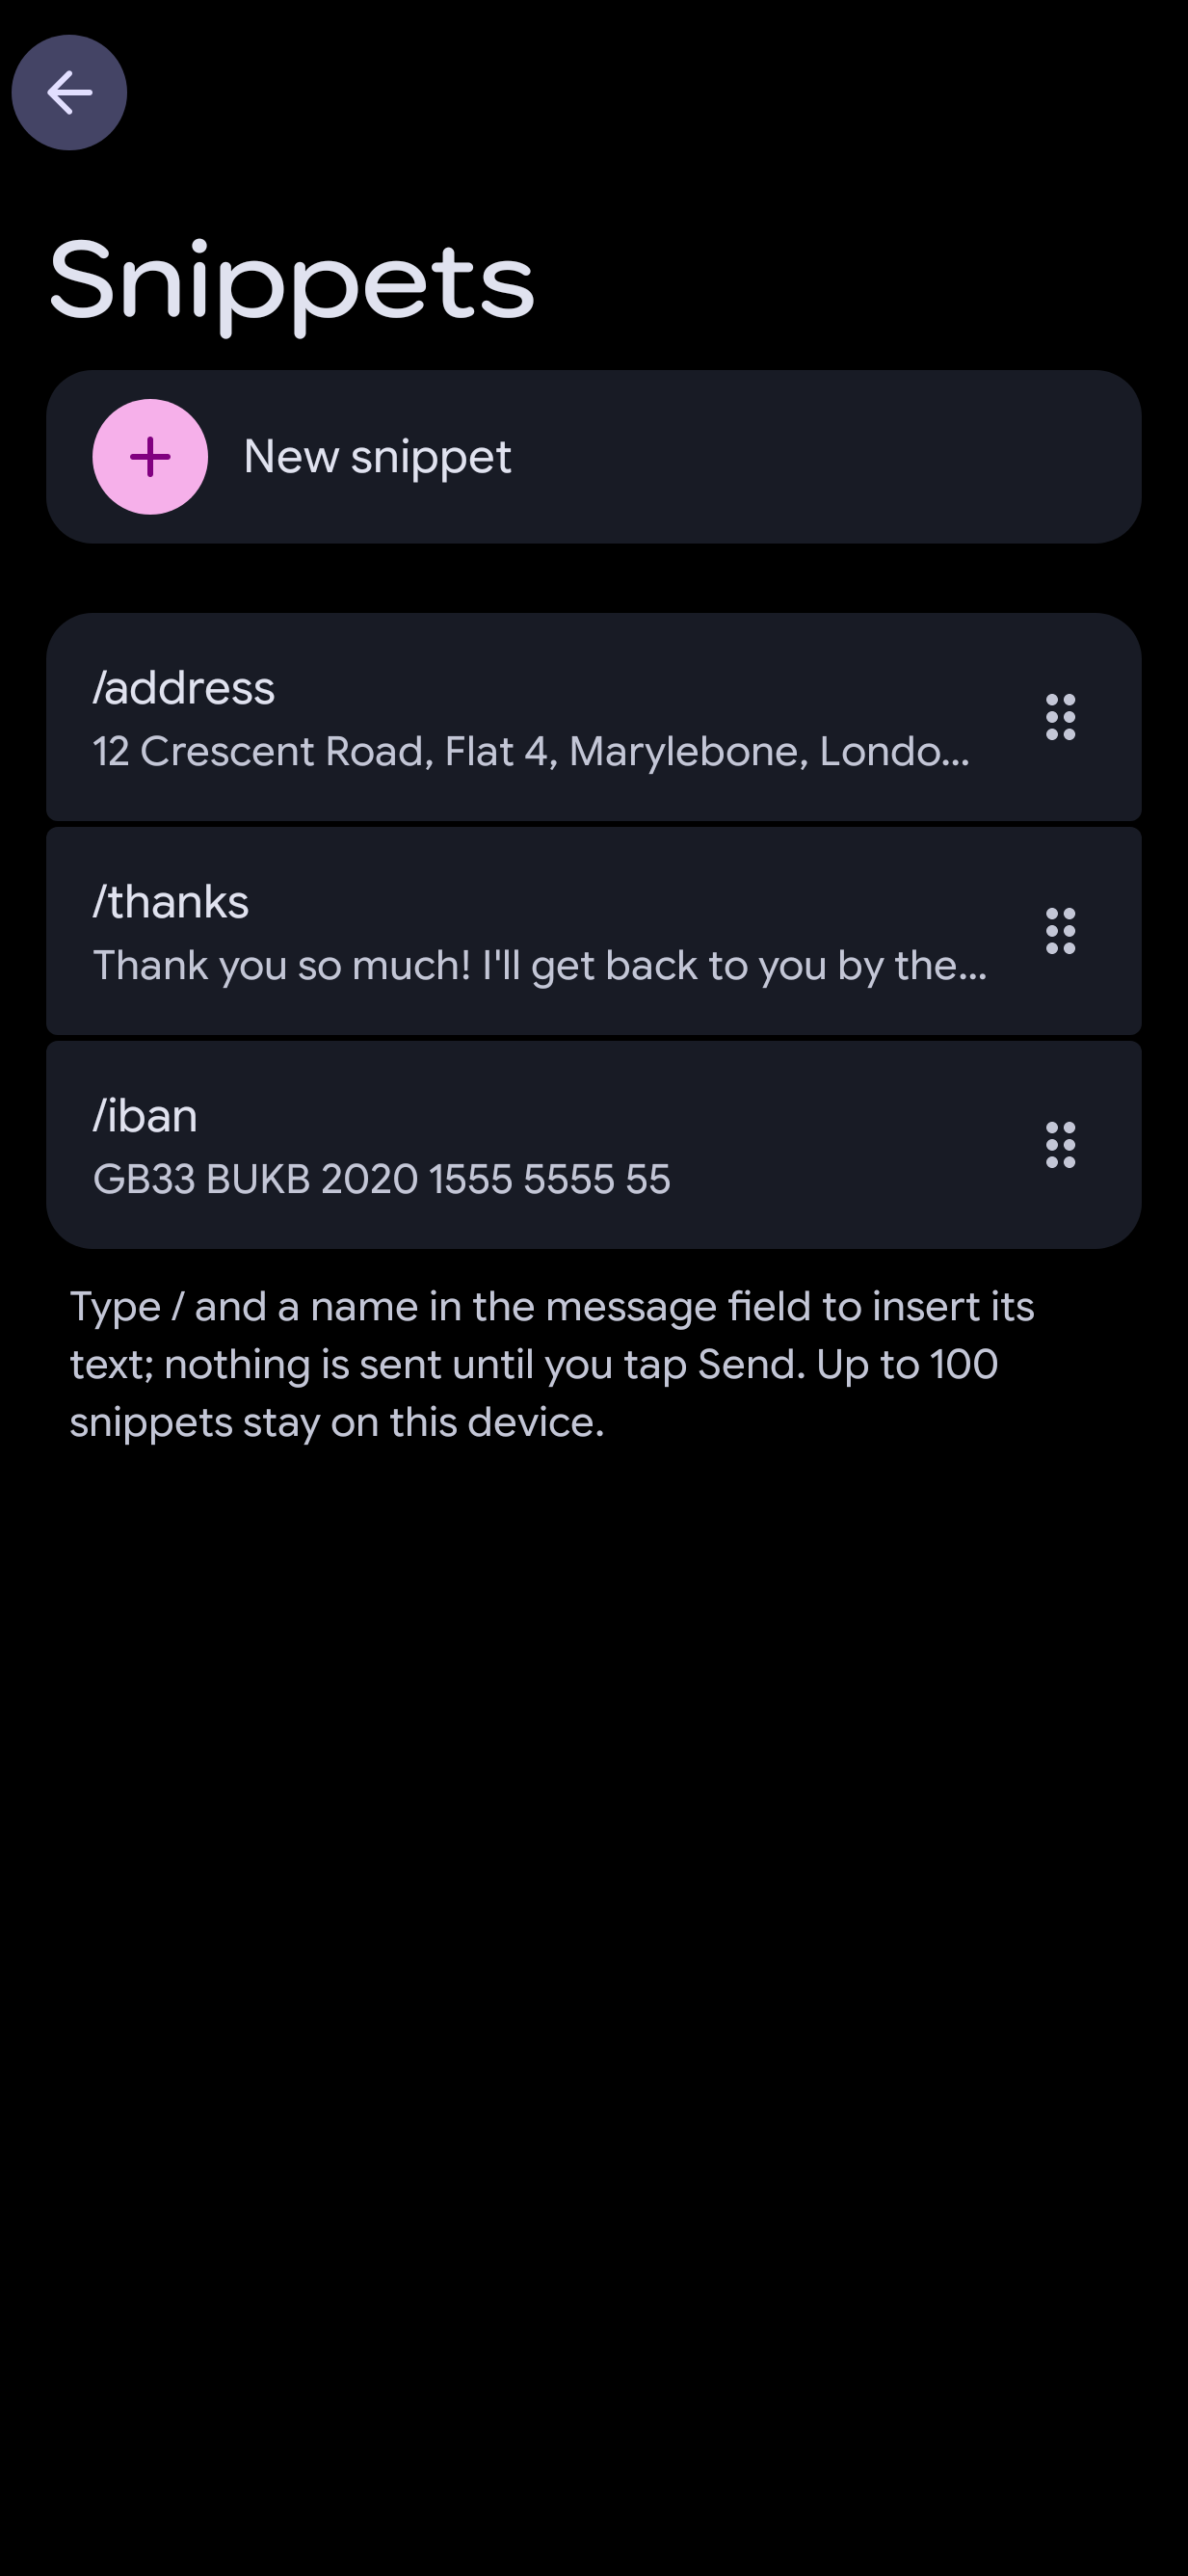 Snippets
New snippet
/address
12 Crescent Road, Flat 4, Marylebone, Londo...
/thanks
Thank you so much! I'll get back to you by the...
/iban
GB33 BUKB 2020 1555 5555 55
Type / and a name in the message field to insert its
text; nothing is sent until you tap Send. Up to 100
snippets stay on this device.